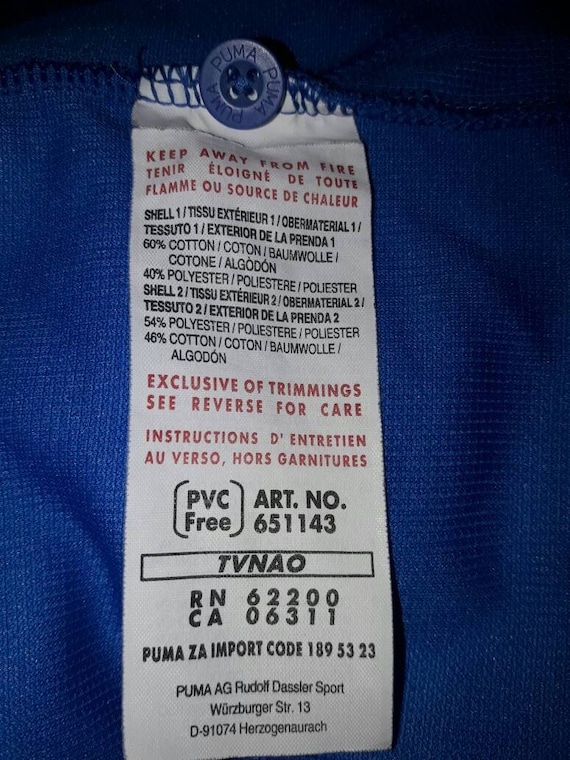 PUMA PUMA PUMA PUMA
KEEP AWAY FROM FIRE
TENIR ÉLOIGNÉ DE TOUTE
FLAMME OU SOURCE DE CHALEUR
SHELL 1 / TISSU EXTÉRIEUR 1 / OBERMATERIAL 1 /
TESSUTO 1 / EXTERIOR DE LA PRENDA 1
60% COTTON / COTON / BAUMWOLLE /
COTONE / ALGÒDÓN
40% POLYESTER / POLIESTERE / POLIESTER
SHELL 2 / TISSU EXTÉRIEUR 2 / OBERMATERIAL 2 /
TESSUTO 2 / EXTERIOR DE LA PRENDA 2
54% POLYESTER / POLIESTERE / POLIESTER
46% COTTON / COTON / BAUMWOLLE /
ALGODÓN
EXCLUSIVE OF TRIMMINGS
SEE REVERSE FOR CARE
INSTRUCTIONS D' ENTRETIEN
AU VERSO, HORS GARNITURES
PVC Free ART. NO.
651143
TVNAO
RN 62200
CA 06311
PUMA ZA IMPORT CODE 189 53 23
PUMA AG Rudolf Dassler Sport
Würzburger Str. 13
D-91074 Herzogenaurach